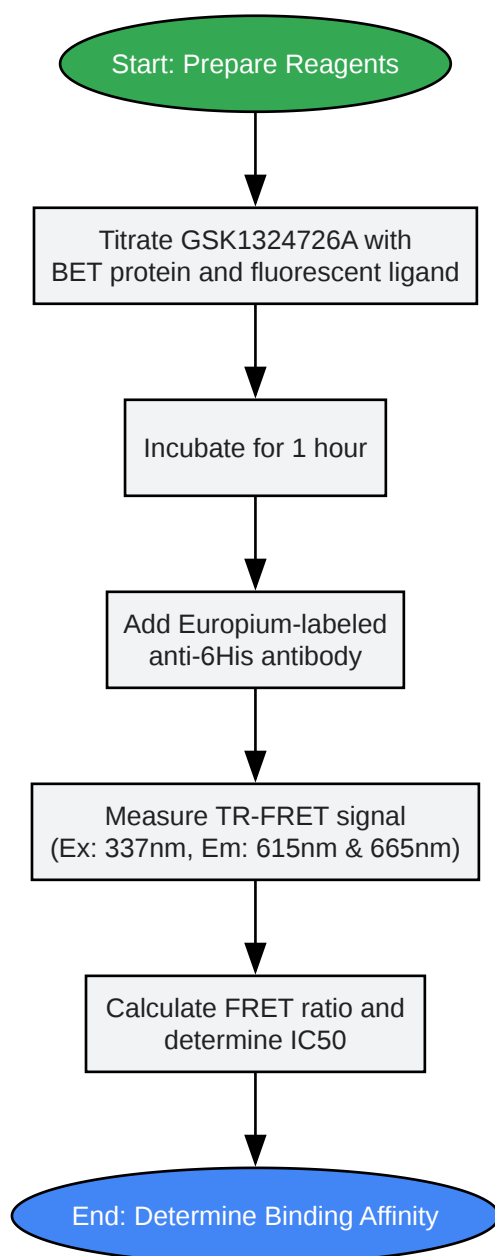 Start: Prepare Reagents
Titrate GSK1324726A with
BET protein and fluorescent ligand
Incubate for 1 hour
Add Europium-labeled
anti-6His antibody
Measure TR-FRET signal
(Ex: 337nm, Em: 615nm & 665nm)
Calculate FRET ratio and
determine IC50
End: Determine Binding Affinity